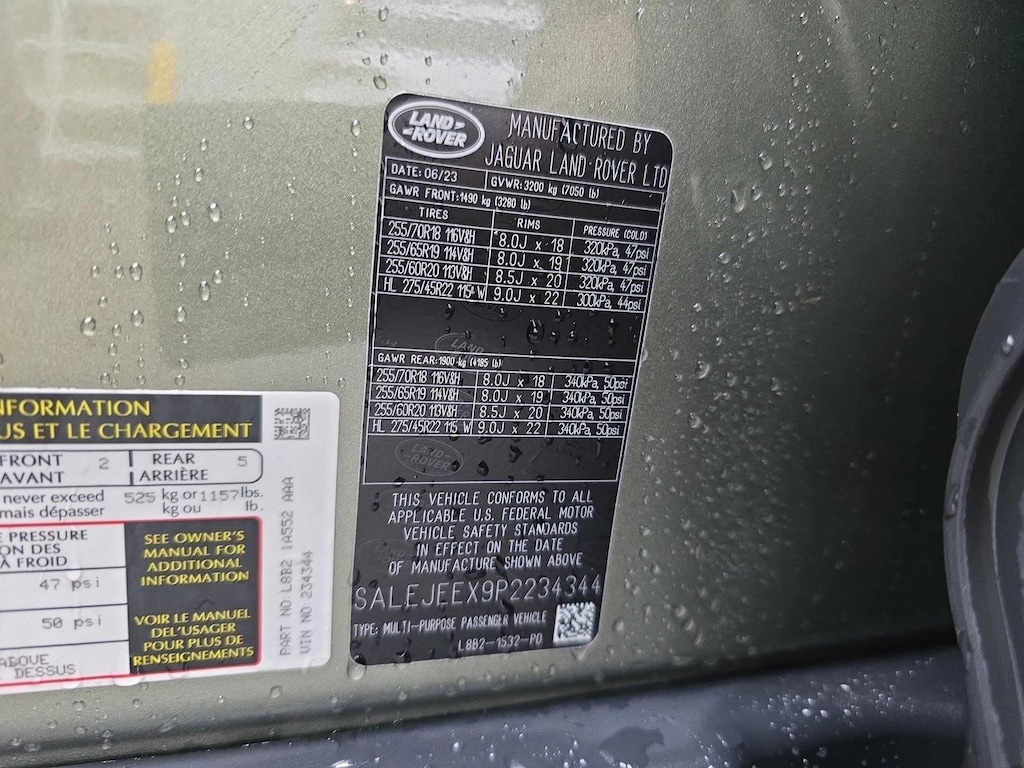 LAND ROVER
MANUFACTURED BY
JAGUAR LAND ROVER LTD
DATE: 06/23 GVWR:3200 kg (7050 lb)
GAWR FRONT:1490 kg (3280 lb)
TIRES RIMS PRESSURE (COLD)
255/70R18 116V&H 8.0J x 18 320kPa, 47psi
255/65R19 114V&H 8.0J x 19 320kPa, 47psi
255/60R20 113V&H 8.5J x 20 320kPa, 47psi
HL 275/45R22 115 W 9.0J x 22 300kPa, 44psi
LAND
GAWR REAR:1900 kg (4185 lb)
255/70R18 116V&H 8.0J x 18 340kPa, 50psi
255/65R19 114V&H 8.0J x 19 340kPa, 50psi
255/60R20 113V&H 8.5J x 20 340kPa, 50psi
HL 275/45R22 115 W 9.0J x 22 340kPa, 50psi
LAND ROVER
THIS VEHICLE CONFORMS TO ALL
APPLICABLE U.S. FEDERAL MOTOR
VEHICLE SAFETY STANDARDS
IN EFFECT ON THE DATE
OF MANUFACTURE SHOWN ABOVE
SALEJEEX9P2234344
TYPE: MULTI-PURPOSE PASSENGER VEHICLE
L8B2-1532-PD
NFORMATION
US ET LE CHARGEMENT
FRONT 2 REAR 5
AVANT ARRIÈRE
never exceed 525 kg or 1157 lbs.
mais dépasser kg ou lb.
E PRESSURE
ON DES
À FROID
47 psi
50 psi
ABOVE
DESSUS
SEE OWNER'S
MANUAL FOR
ADDITIONAL
INFORMATION
VOIR LE MANUEL
DEL'USAGER
POUR PLUS DE
RENSEIGNEMENTS
PART NO: L8B2 1A552 AAA
VIN NO 234344